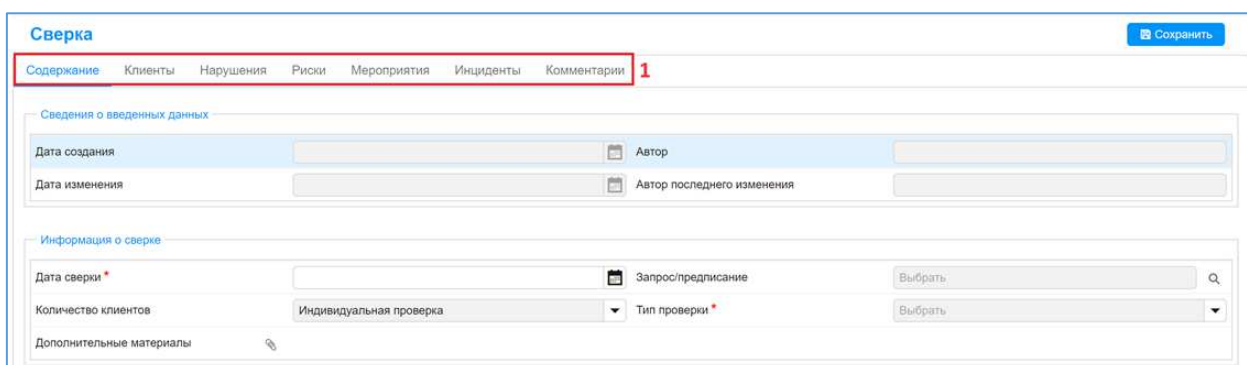 Сверка
Сохранить
Содержание Клиенты Нарушения Риски Мероприятия Инциденты Комментарии 1
Сведения о введенных данных
Дата создания Автор
Дата изменения Автор последнего изменения
Информация о сверке
Дата сверки * Запрос/предписание Выбрать
Количество клиентов Индивидуальная проверка Тип проверки * Выбрать
Дополнительные материалы